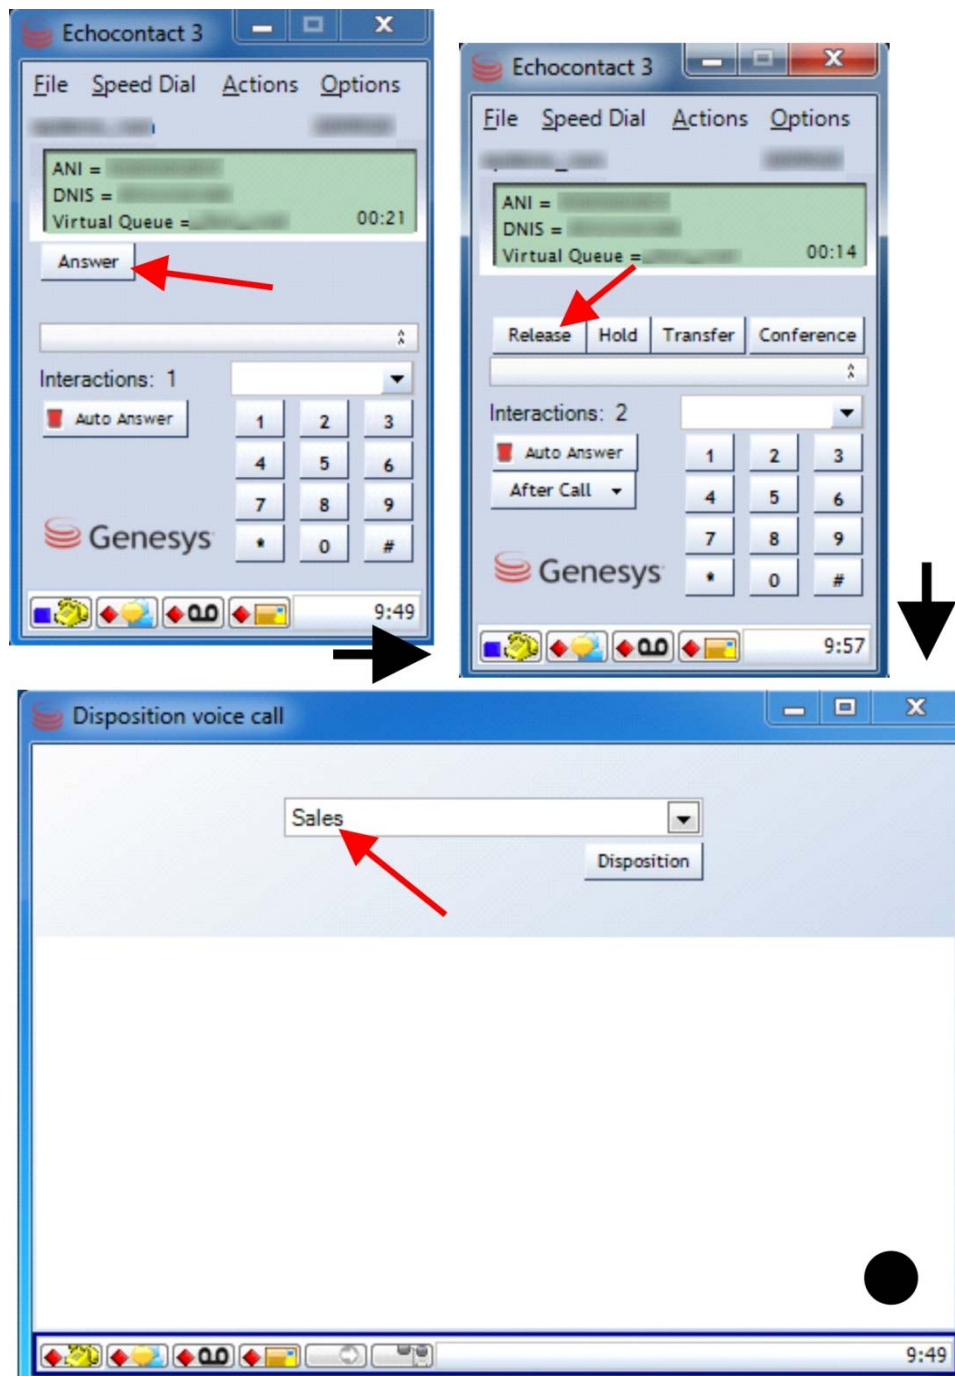 Echocontact 3
File Speed Dial Actions Options
ANI =
DNIS =
Virtual Queue = 00:21
Answer
Interactions: 1
Auto Answer
1 2 3
4 5 6
7 8 9
* 0 #
Genesys
9:49
Echocontact 3
File Speed Dial Actions Options
ANI =
DNIS =
Virtual Queue = 00:14
Release Hold Transfer Conference
Interactions: 2
Auto Answer
After Call
1 2 3
4 5 6
7 8 9
* 0 #
Genesys
9:57
Disposition voice call
Sales
Disposition
9:49